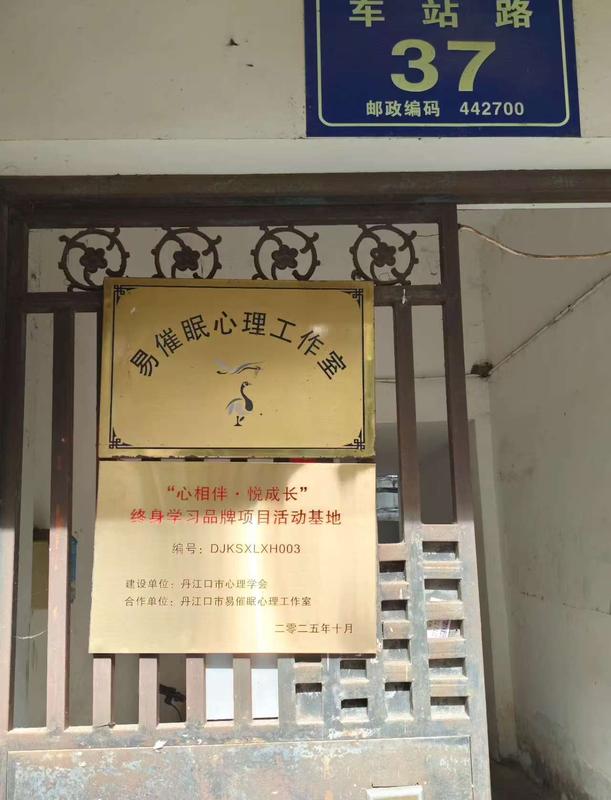 车站路
37
邮政编码 442700
易催眠心理工作室
“心相伴·悦成长”
终身学习品牌项目活动基地
编号：DJKSXLXH003
建设单位：丹江口市心理学会
合作单位：丹江口市易催眠心理工作室
二零二五年十月